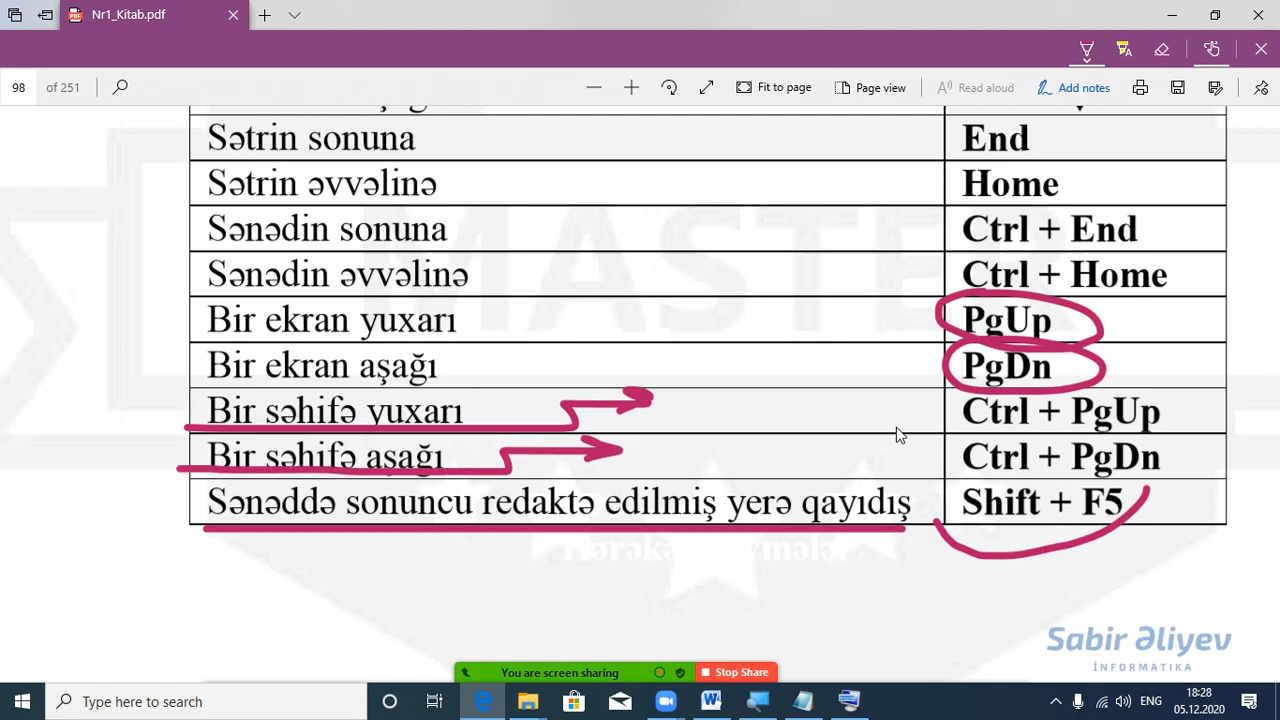 Nr1_Kitab.pdf
98 of 251
Fit to page
Page view
Read aloud
Add notes
Sətrin sonuna End
Sətrin əvvəlinə Home
Sənədin sonuna Ctrl + End
Sənədin əvvəlinə Ctrl + Home
Bir ekran yuxarı PgUp
Bir ekran aşağı PgDn
Bir səhifə yuxarı Ctrl + PgUp
Bir səhifə aşağı Ctrl + PgDn
Sənəddə sonuncu redaktə edilmiş yerə qayıdış Shift + F5
MASTER
Sabir Əliyev
İNFORMATIKA
You are screen sharing
Stop Share
Type here to search
ENG
18:28
05.12.2020